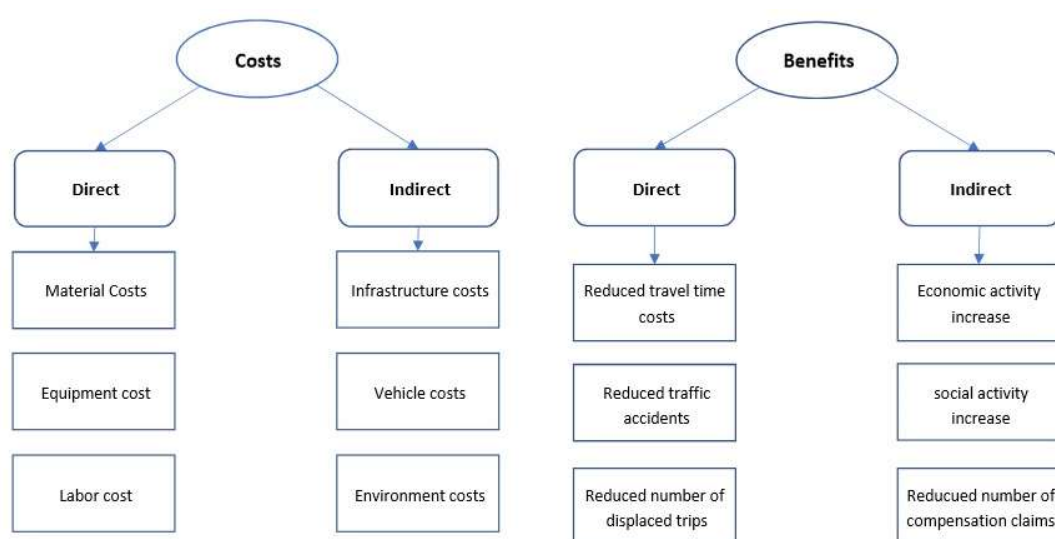 Costs
Benefits
Direct
Indirect
Direct
Indirect
Material Costs
Infrastructure costs
Reduced travel time
costs
Economic activity
increase
Equipment cost
Vehicle costs
Reduced traffic
accidents
social activity
increase
Labor cost
Environment costs
Reduced number of
displaced trips
Reducued number of
compensation claims